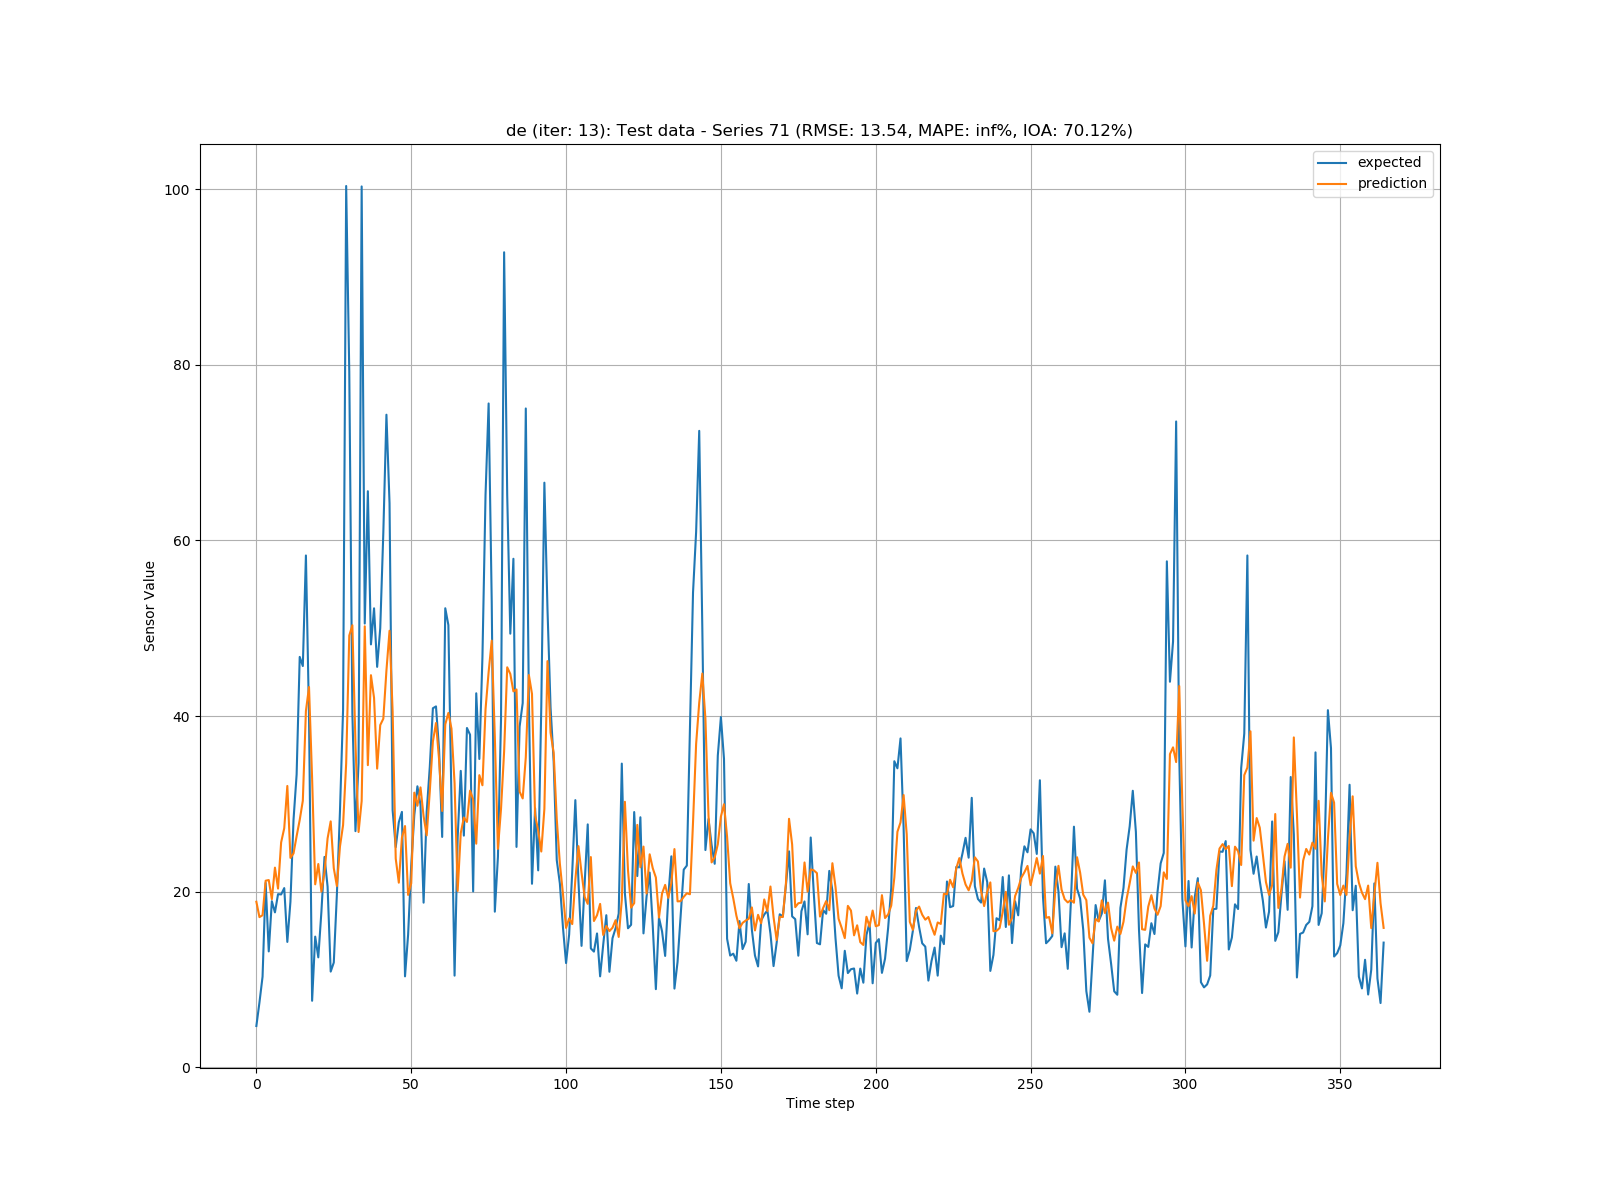 de (iter: 13): Test data - Series 71 (RMSE: 13.54, MAPE: inf%, IOA: 70.12%)
expected
prediction
100
80
60
40
20
0
Sensor Value
0 50 100 150 200 250 300 350
Time step